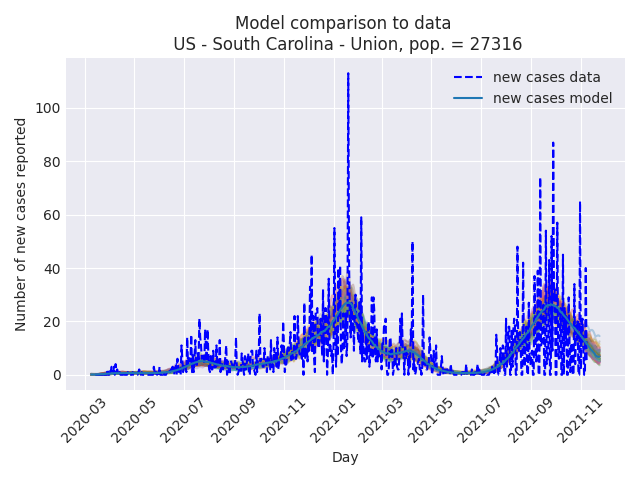 Model comparison to data
US - South Carolina - Union, pop. = 27316
new cases data
new cases model
Number of new cases reported
100
80
60
40
20
0
2020-03
2020-05
2020-07
2020-09
2020-11
2021-01
2021-03
2021-05
2021-07
2021-09
2021-11
Day